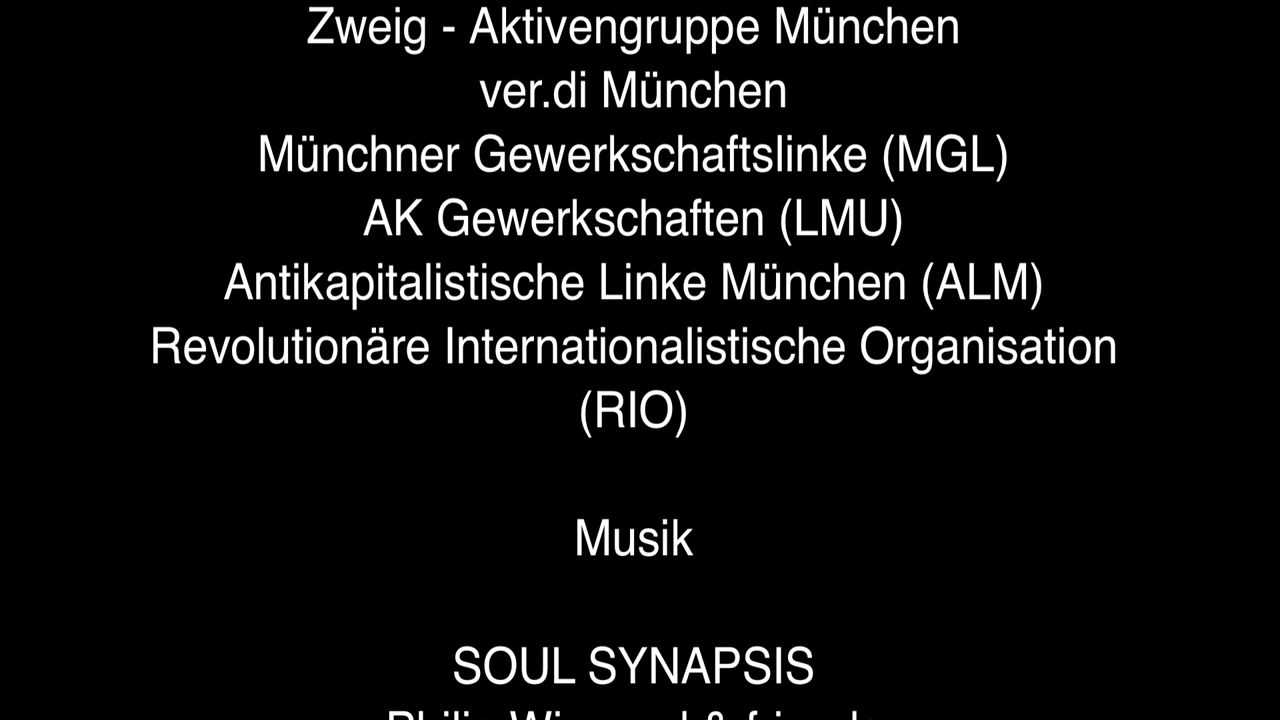 Zweig - Aktivengruppe München
ver.di München
Münchner Gewerkschaftslinke (MGL)
AK Gewerkschaften (LMU)
Antikapitalistische Linke München (ALM)
Revolutionäre Internationalistische Organisation
(RIO)
Musik
SOUL SYNAPSIS
&